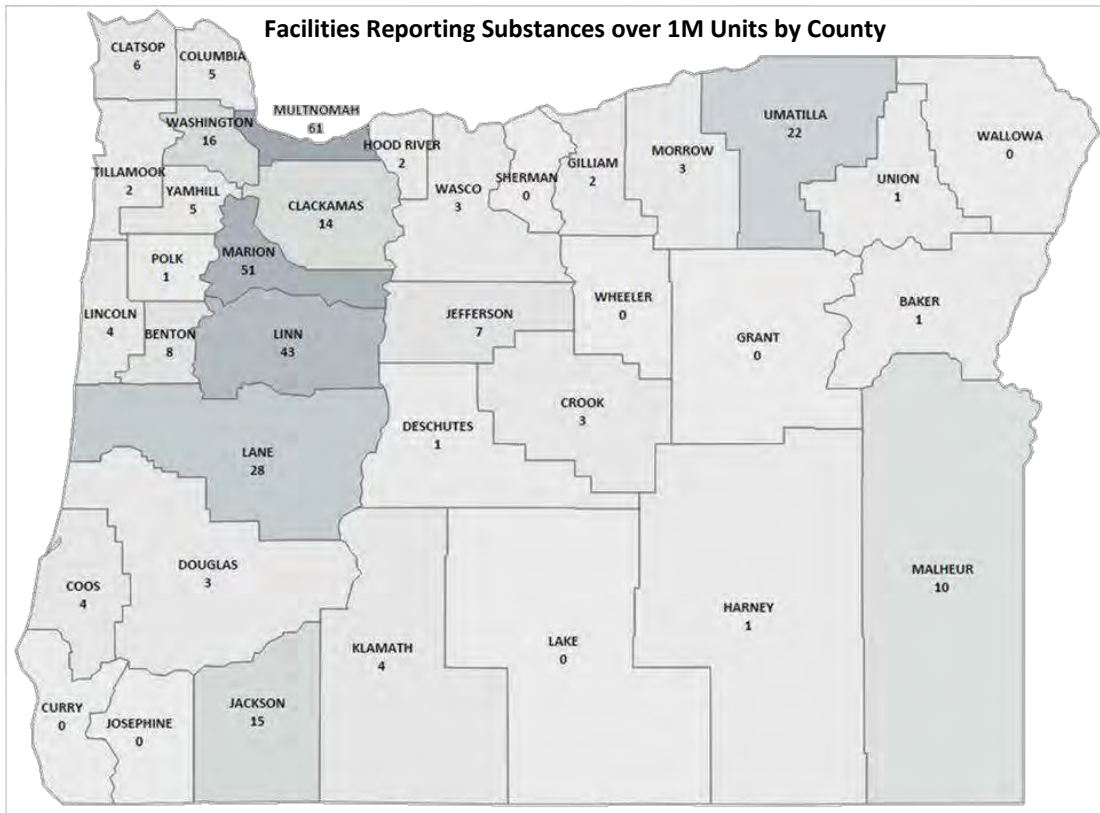 Facilities Reporting Substances over 1M Units by County
CLATSOP
6
COLUMBIA
5
MULTNOMAH
61
WASHINGTON
16
HOOD RIVER
2
TILLAMOOK
2
YAMHILL
5
CLACKAMAS
14
WASCO
3
SHERMAN
0
GILLIAM
2
MORROW
3
UMATILLA
22
UNION
1
WALLOWA
0
POLK
1
MARION
51
LINCOLN
4
BENTON
8
LINN
43
JEFFERSON
7
WHEELER
0
GRANT
0
BAKER
1
LANE
28
DESCHUTES
1
CROOK
3
COOS
4
DOUGLAS
3
KLAMATH
4
LAKE
0
HARNEY
1
MALHEUR
10
CURRY
0
JOSEPHINE
0
JACKSON
15